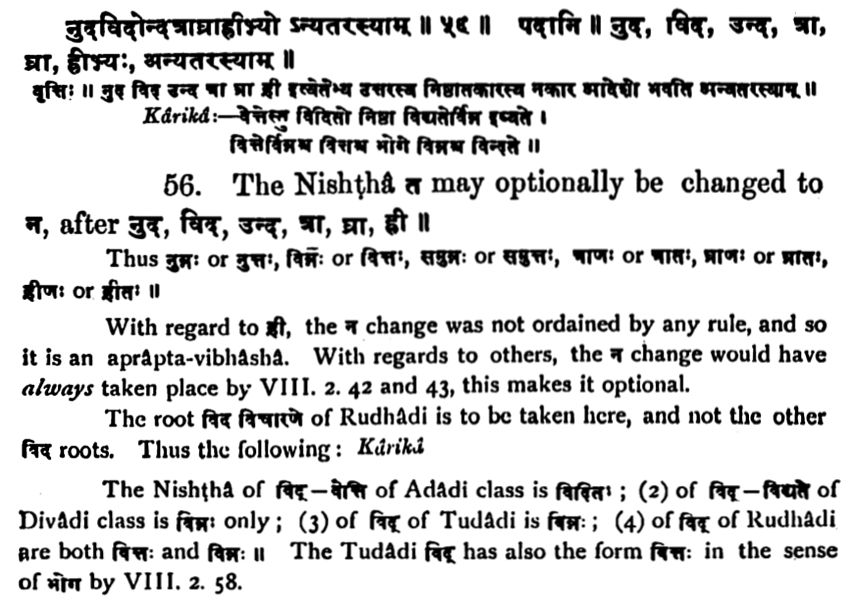 नुदविदोन्दत्राघ्राह्रीभ्यो ऽन्यतरस्याम् ॥ ५६ ॥ पदानि ॥ नुद, विद, उन्द, त्रा,
घ्रा, ह्रीभ्यः, अन्यतरस्याम् ॥
वृत्तिः ॥ नुद विद उन्द त्रा घ्रा ह्री इत्येतेभ्य उत्तरस्य निष्ठातकारस्य नकार आदेशो भवति अन्यतरस्याम् ॥
Kârikâ:—वेत्तेस्तु विदितो निष्ठा विद्यतेर्विन्न इष्यते ।
वित्तेर्विन्नश्च वित्तश्च भोगे वित्तश्च विन्दते ॥
56. The Nishṭhâ त may optionally be changed to
न, after नुद्, विद्, उन्द्, त्रा, घ्रा, ह्री ॥
Thus नुन्नः or नुत्तः, विन्नः or वित्तः, समुन्नः or समुत्तः, त्राणः or त्रातः, घ्राणः or घ्रातः,
ह्रीणः or ह्रीतः ॥
With regard to ह्री, the न change was not ordained by any rule, and so
it is an aprâpta-vibhâshâ. With regards to others, the न change would have
always taken place by VIII. 2. 42 and 43, this makes it optional.
The root विद विचारणे of Rudhâdi is to be taken here, and not the other
विद roots. Thus the following: Kârikâ
The Nishṭhâ of विद्—वेत्ति of Adâdi class is विदितः; (2) of विद्—विद्यते of
Divâdi class is विन्नः only; (3) of विद् of Tudâdi is विन्नः; (4) of विद् of Rudhâdi
are both वित्तः and विन्नः ॥ The Tudâdi विद् has also the form वित्तः in the sense
of भोग by VIII. 2. 58.